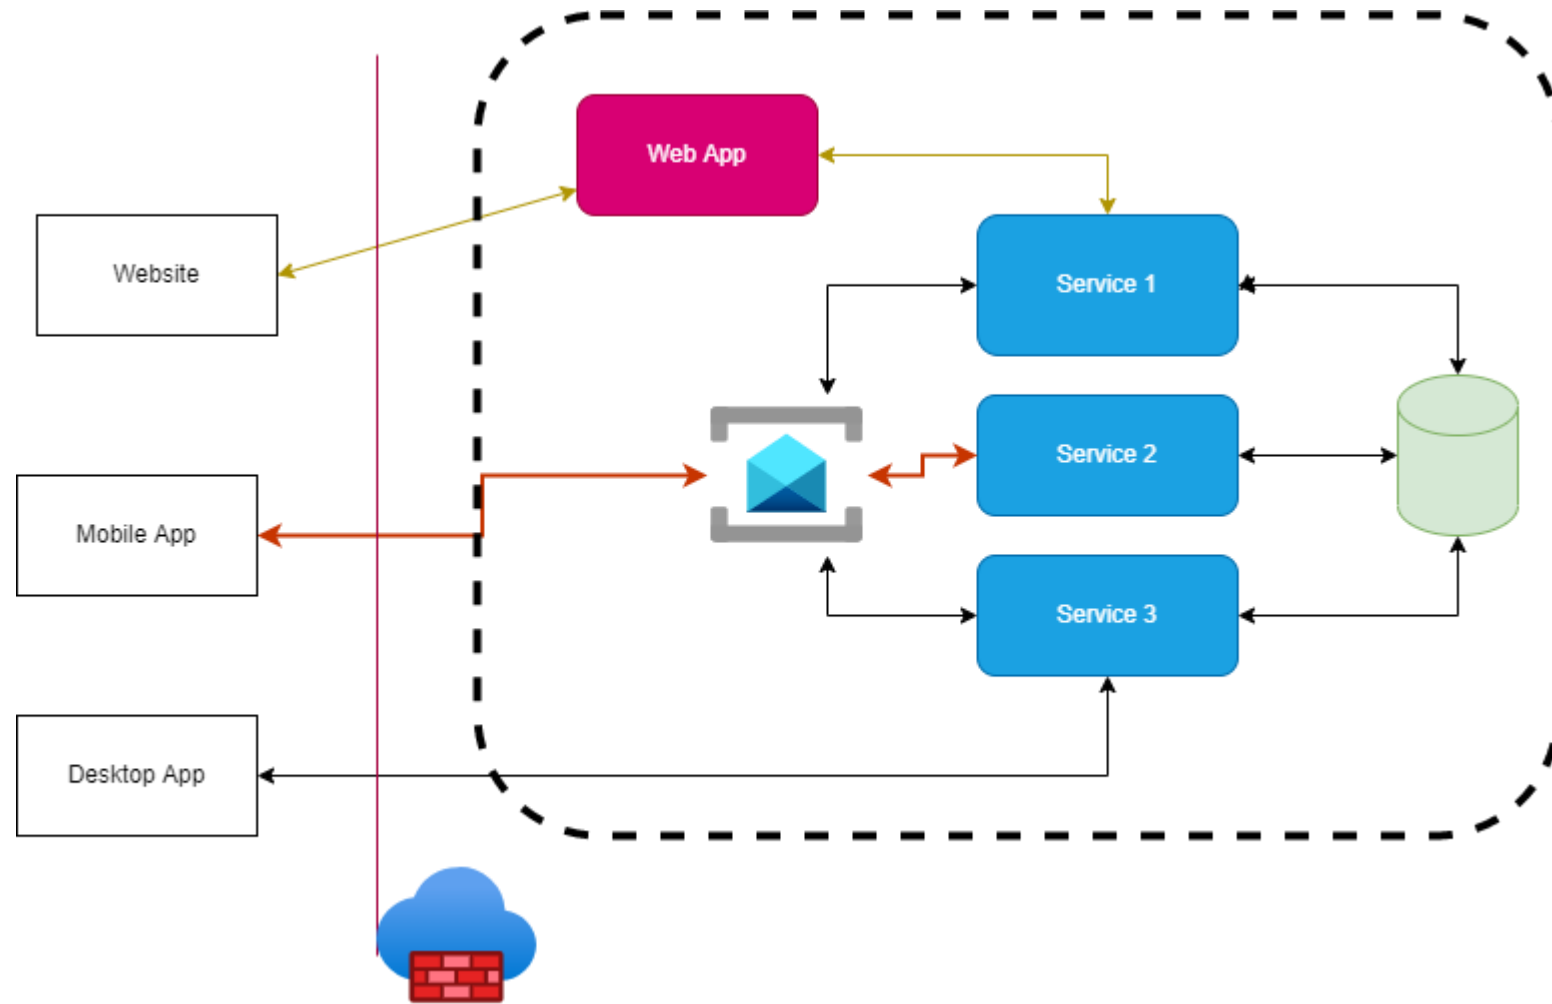 Web App
Website
Service 1
Service 2
Mobile App
Service 3
Desktop App